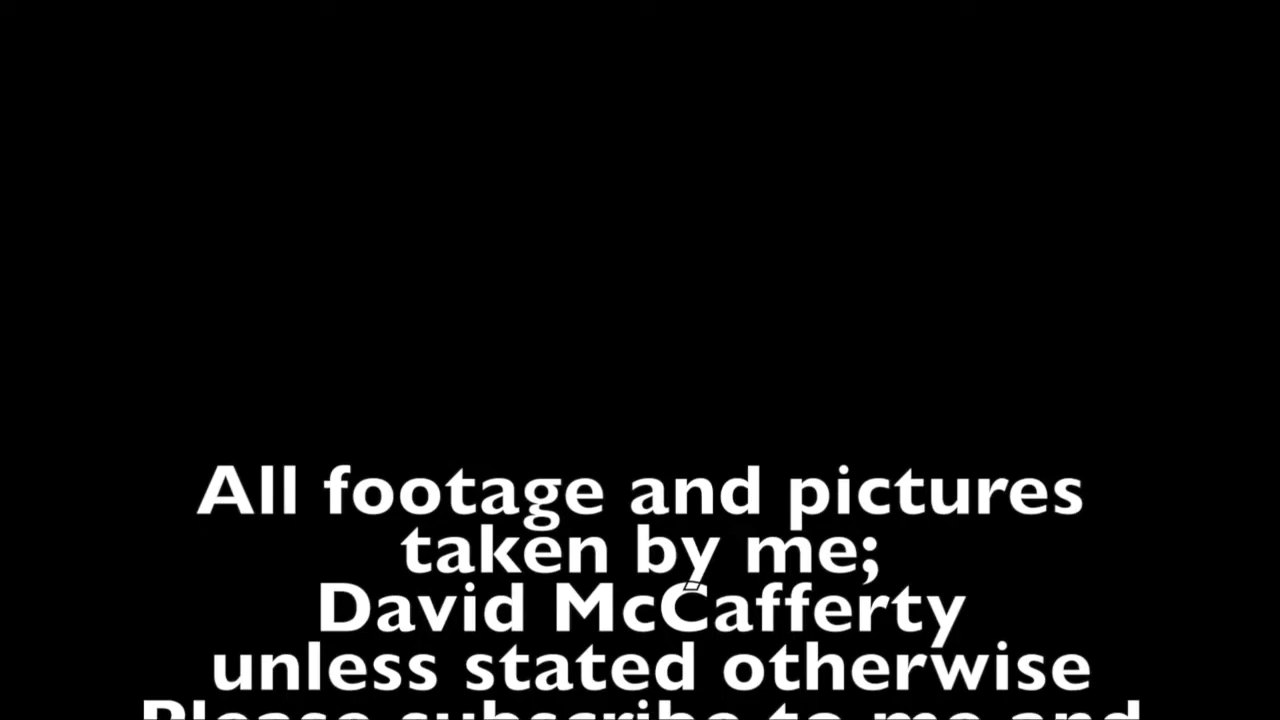 All footage and pictures
taken by me;
David McCafferty
unless stated otherwise
Please subscribe to me and